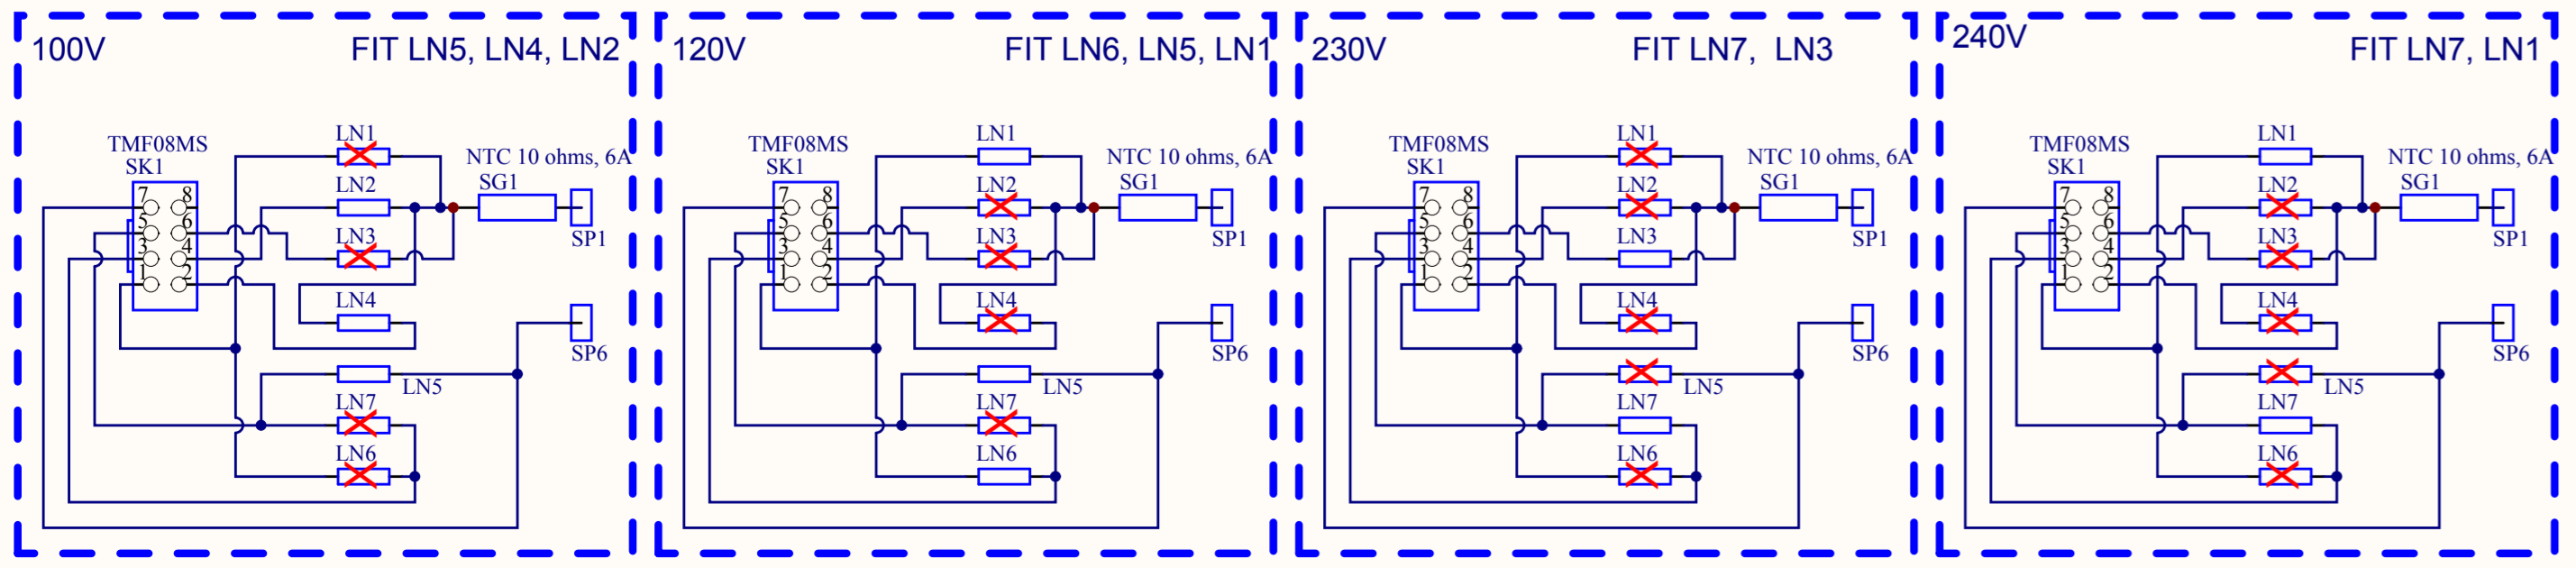 100V FIT LN5, LN4, LN2
TMF08MS
SK1
7 8
5 6
3 4
1 2
LN1
LN2
LN3
LN4
LN5
LN7
LN6
NTC 10 ohms, 6A
SG1
SP1
SP6
120V FIT LN6, LN5, LN1
TMF08MS
SK1
7 8
5 6
3 4
1 2
LN1
LN2
LN3
LN4
LN5
LN7
LN6
NTC 10 ohms, 6A
SG1
SP1
SP6
230V FIT LN7, LN3
TMF08MS
SK1
7 8
5 6
3 4
1 2
LN1
LN2
LN3
LN4
LN5
LN7
LN6
NTC 10 ohms, 6A
SG1
SP1
SP6
240V FIT LN7, LN1
TMF08MS
SK1
7 8
5 6
3 4
1 2
LN1
LN2
LN3
LN4
LN5
LN7
LN6
NTC 10 ohms, 6A
SG1
SP1
SP6